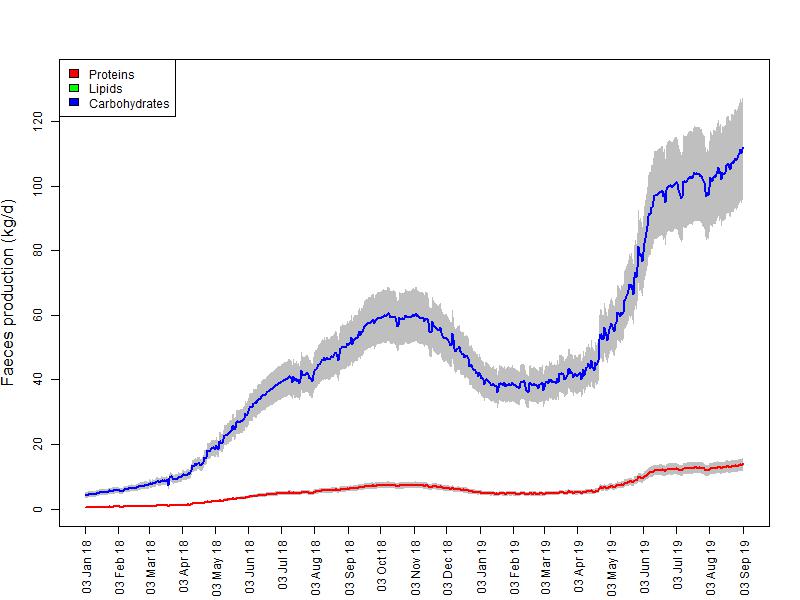 Proteins
Lipids
Carbohydrates
Faeces production (kg/d)
120
100
80
60
40
20
0
03 Jan 18
03 Feb 18
03 Mar 18
03 Apr 18
03 May 18
03 Jun 18
03 Jul 18
03 Aug 18
03 Sep 18
03 Oct 18
03 Nov 18
03 Dec 18
03 Jan 19
03 Feb 19
03 Mar 19
03 Apr 19
03 May 19
03 Jun 19
03 Jul 19
03 Aug 19
03 Sep 19